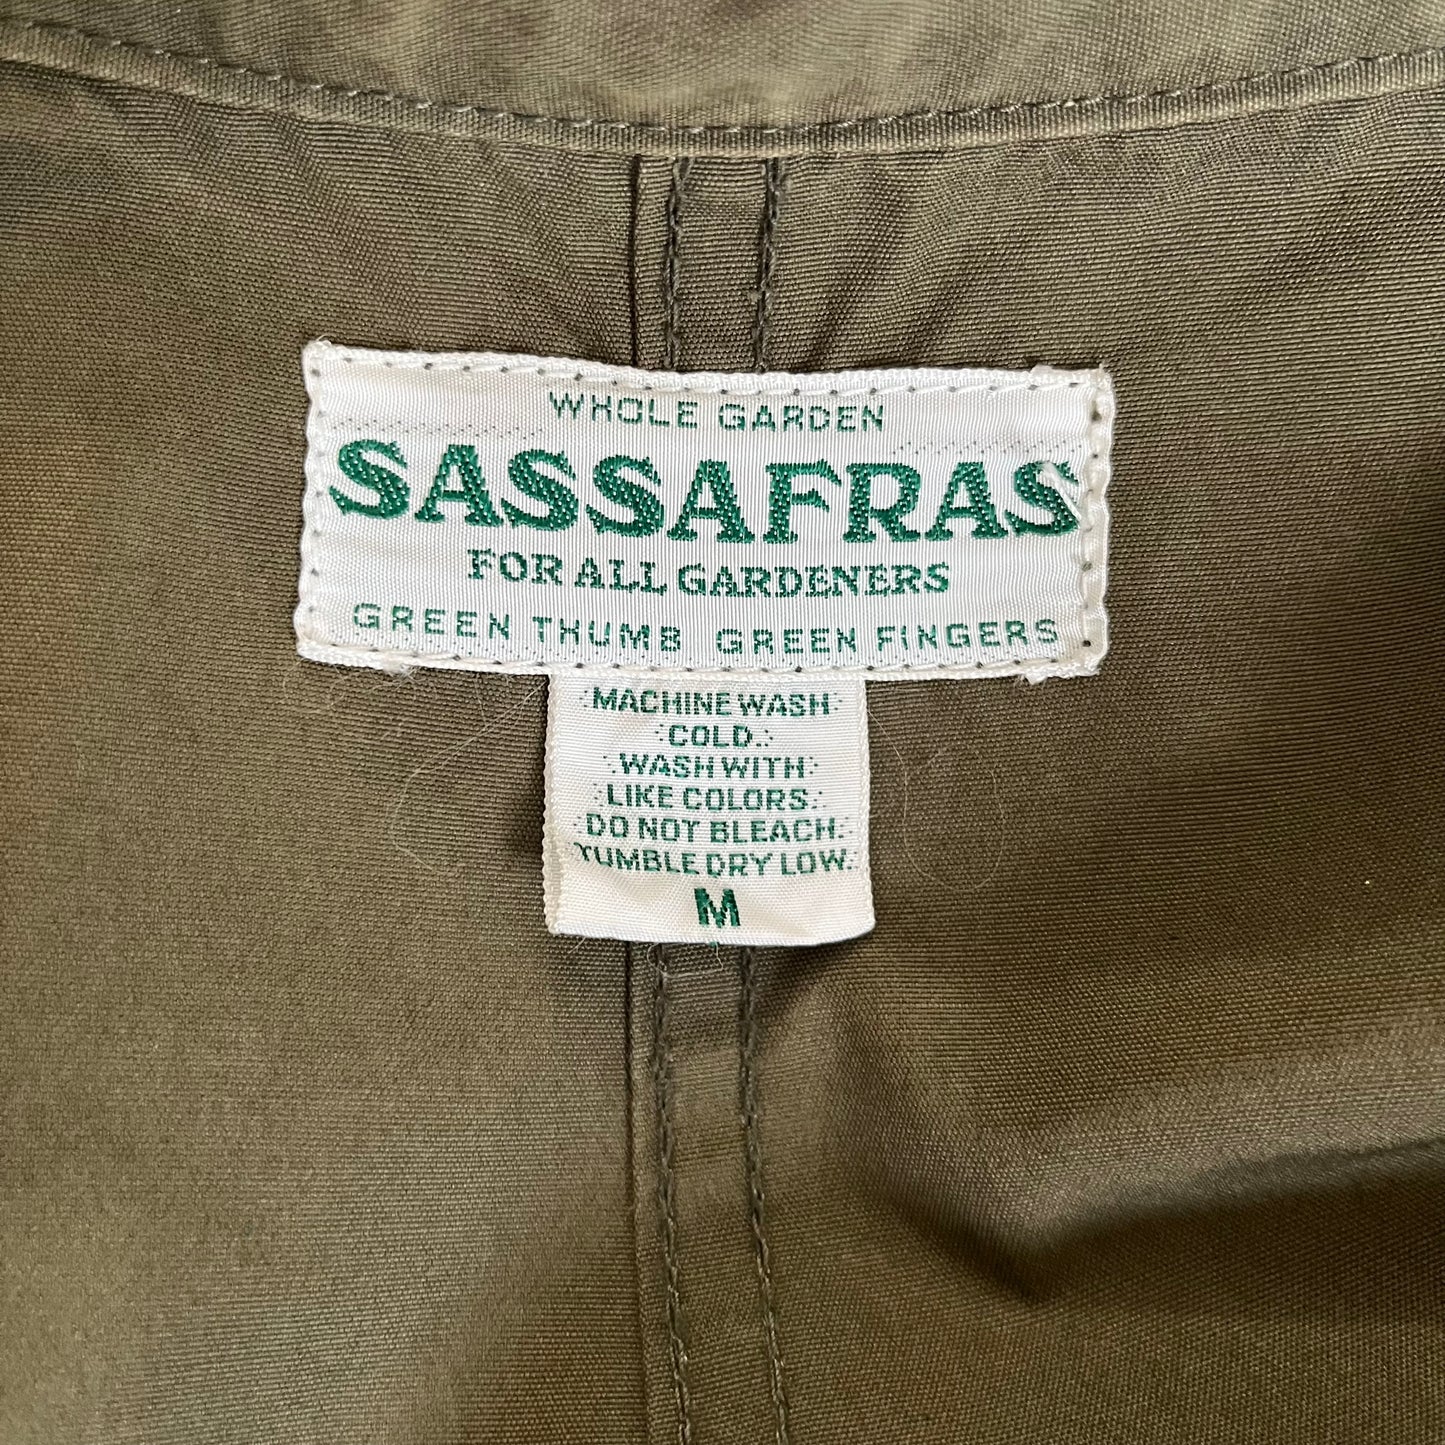 WHOLE GARDEN
SASSAFRAS
FOR ALL GARDENERS
GREEN THUMB GREEN FINGERS
MACHINE WASH
COLD.
WASH WITH
LIKE COLORS.
DO NOT BLEACH.
TUMBLE DRY LOW.
M